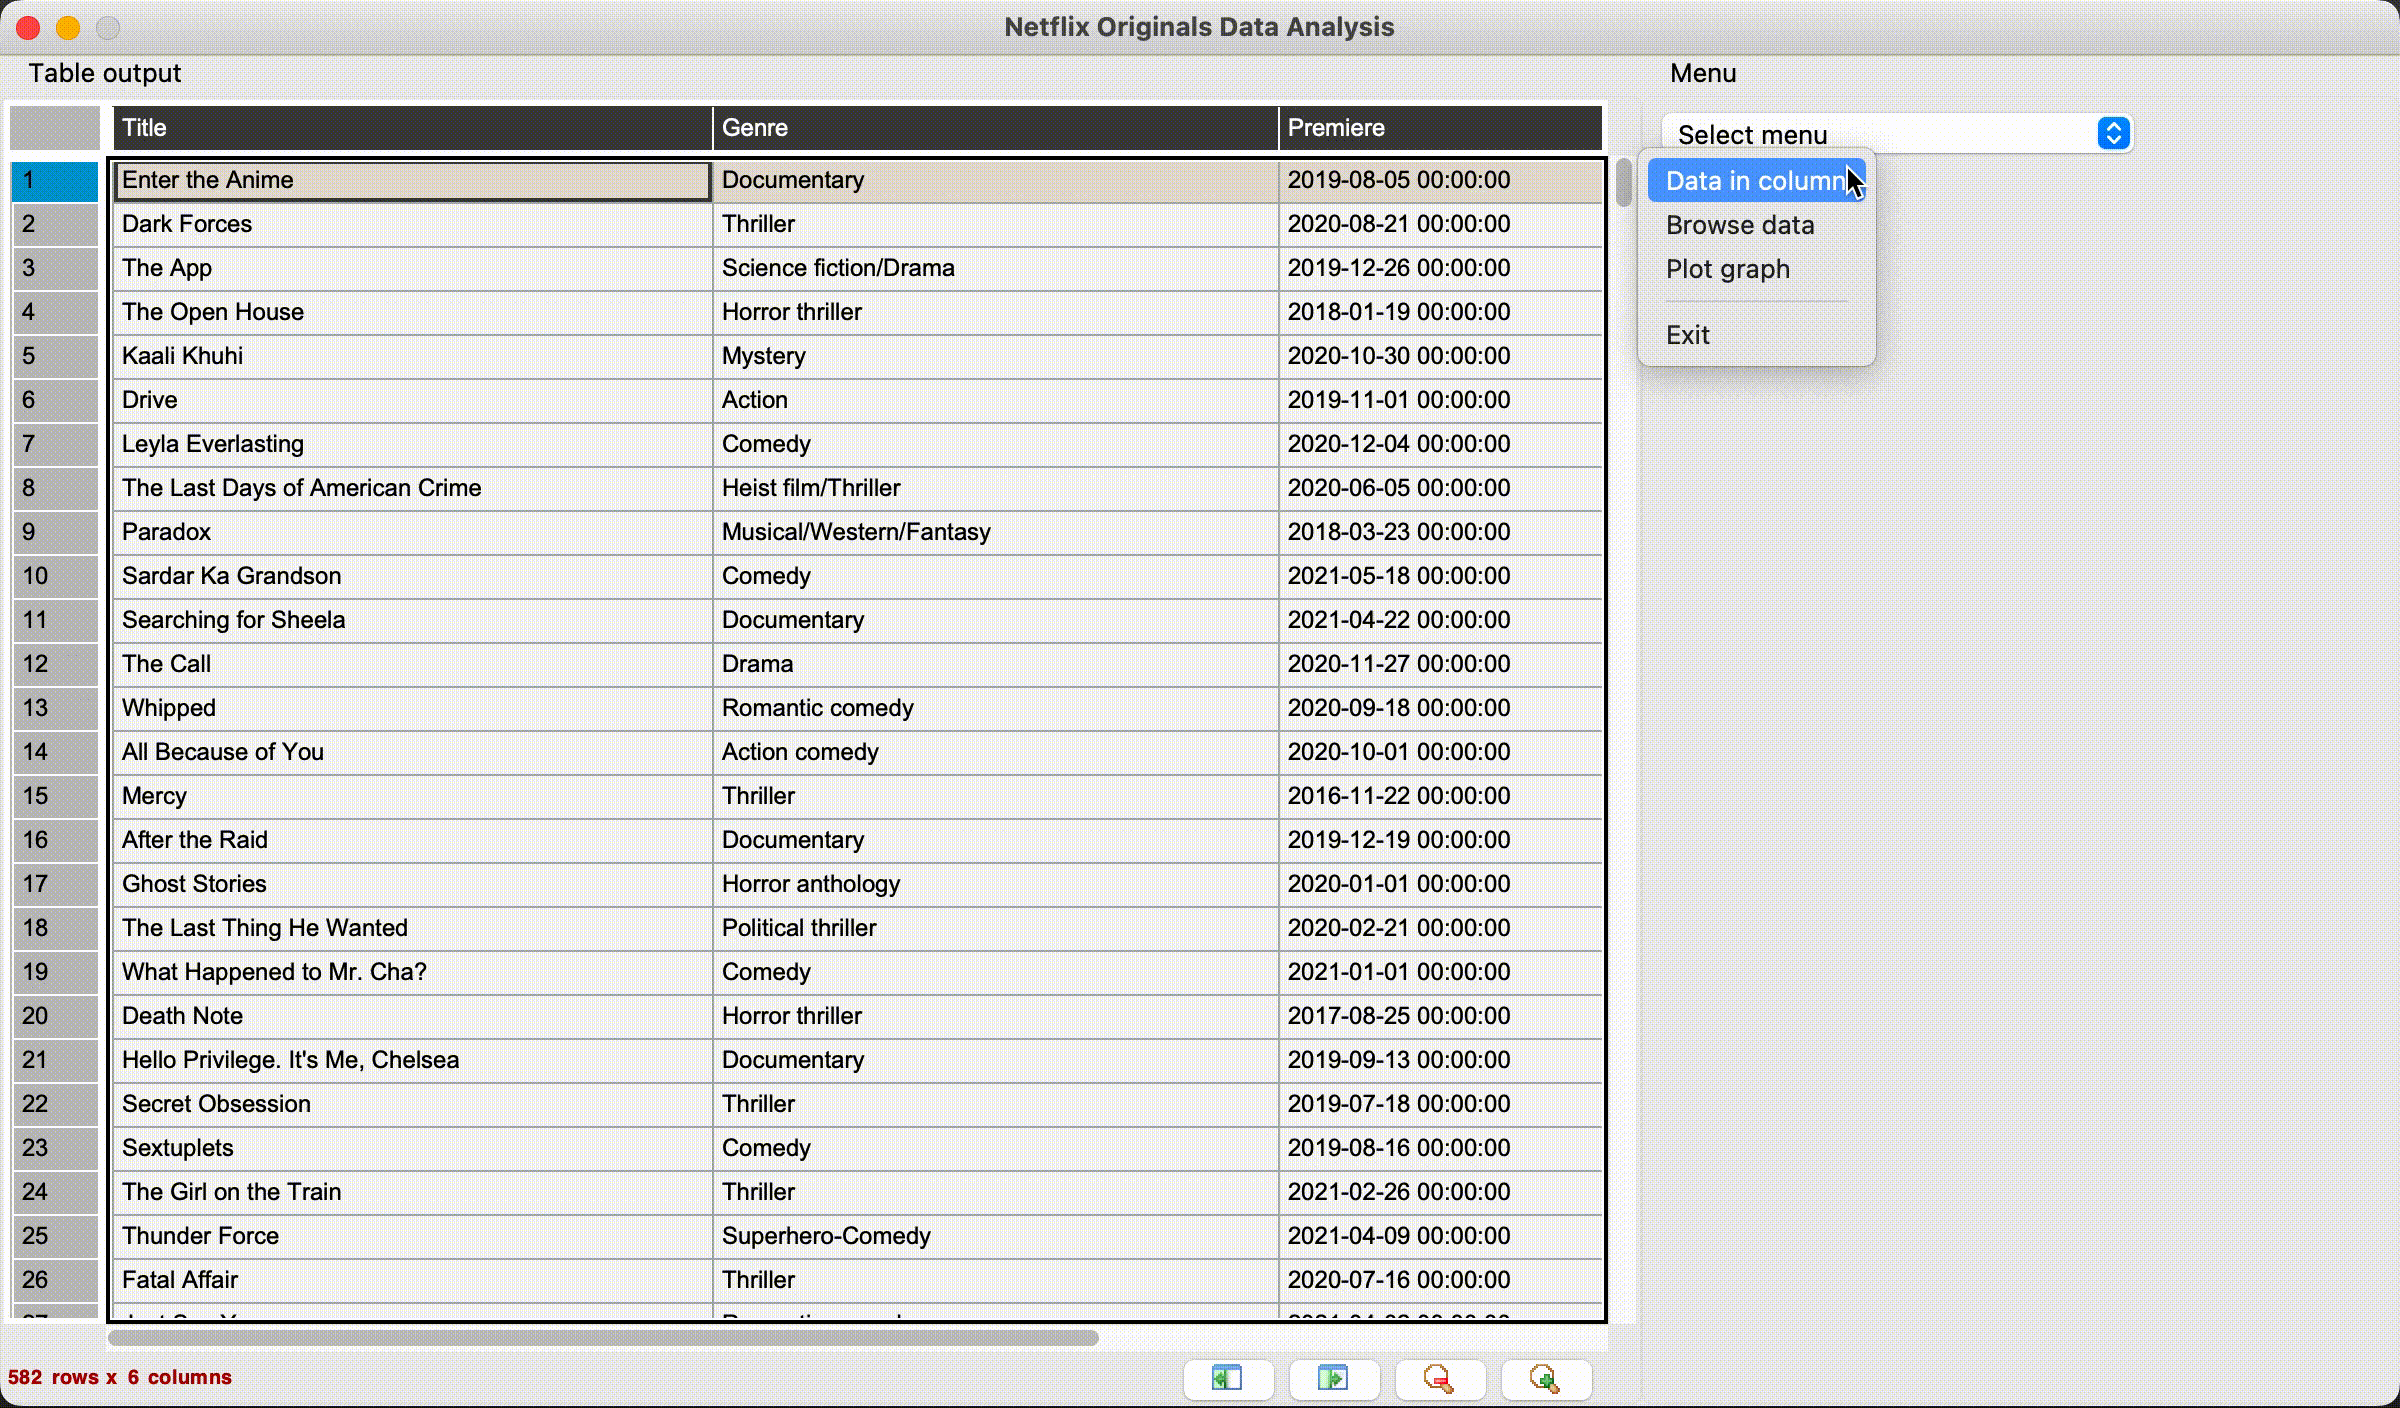 Netflix Originals Data Analysis
Table output
Menu
Title Genre Premiere
1 Enter the Anime Documentary 2019-08-05 00:00:00
2 Dark Forces Thriller 2020-08-21 00:00:00
3 The App Science fiction/Drama 2019-12-26 00:00:00
4 The Open House Horror thriller 2018-01-19 00:00:00
5 Kaali Khuhi Mystery 2020-10-30 00:00:00
6 Drive Action 2019-11-01 00:00:00
7 Leyla Everlasting Comedy 2020-12-04 00:00:00
8 The Last Days of American Crime Heist film/Thriller 2020-06-05 00:00:00
9 Paradox Musical/Western/Fantasy 2018-03-23 00:00:00
10 Sardar Ka Grandson Comedy 2021-05-18 00:00:00
11 Searching for Sheela Documentary 2021-04-22 00:00:00
12 The Call Drama 2020-11-27 00:00:00
13 Whipped Romantic comedy 2020-09-18 00:00:00
14 All Because of You Action comedy 2020-10-01 00:00:00
15 Mercy Thriller 2016-11-22 00:00:00
16 After the Raid Documentary 2019-12-19 00:00:00
17 Ghost Stories Horror anthology 2020-01-01 00:00:00
18 The Last Thing He Wanted Political thriller 2020-02-21 00:00:00
19 What Happened to Mr. Cha? Comedy 2021-01-01 00:00:00
20 Death Note Horror thriller 2017-08-25 00:00:00
21 Hello Privilege. It's Me, Chelsea Documentary 2019-09-13 00:00:00
22 Secret Obsession Thriller 2019-07-18 00:00:00
23 Sextuplets Comedy 2019-08-16 00:00:00
24 The Girl on the Train Thriller 2021-02-26 00:00:00
25 Thunder Force Superhero-Comedy 2021-04-09 00:00:00
26 Fatal Affair Thriller 2020-07-16 00:00:00
582 rows x 6 columns
Select menu
Data in column
Browse data
Plot graph
Exit